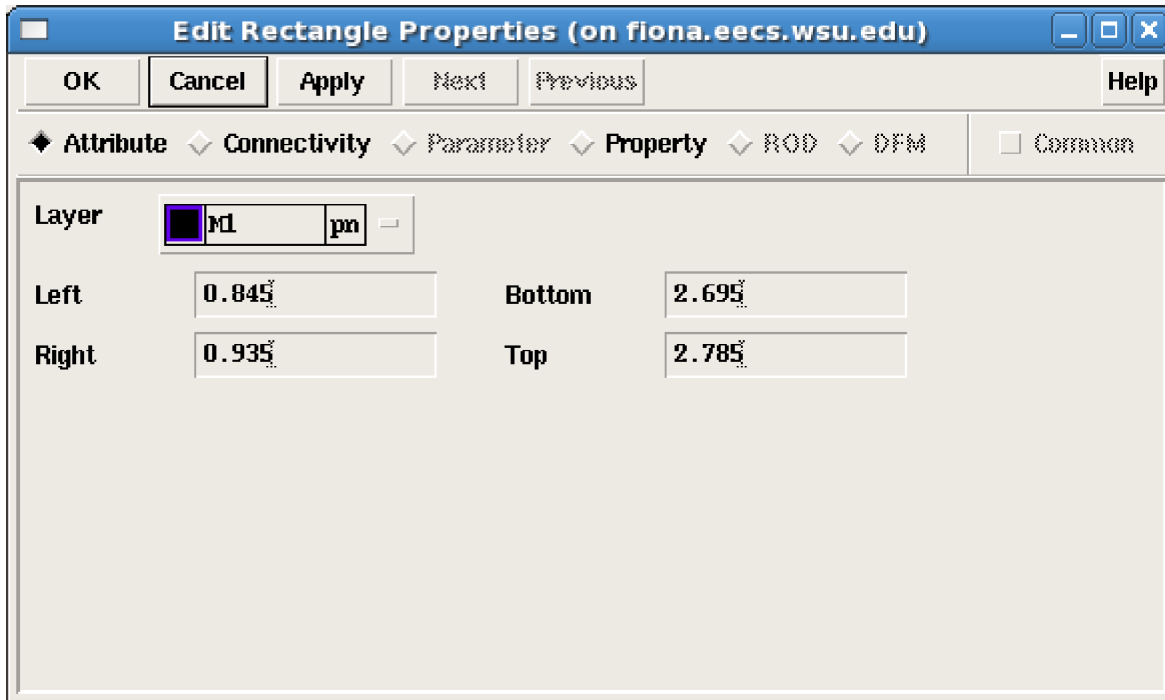 Edit Rectangle Properties (on fiona.eecs.wsu.edu)
OK Cancel Apply Next Previous Help
Attribute Connectivity Parameter Property ROD DFM Common
Layer M1 pn
Left 0.845 Bottom 2.695
Right 0.935 Top 2.785